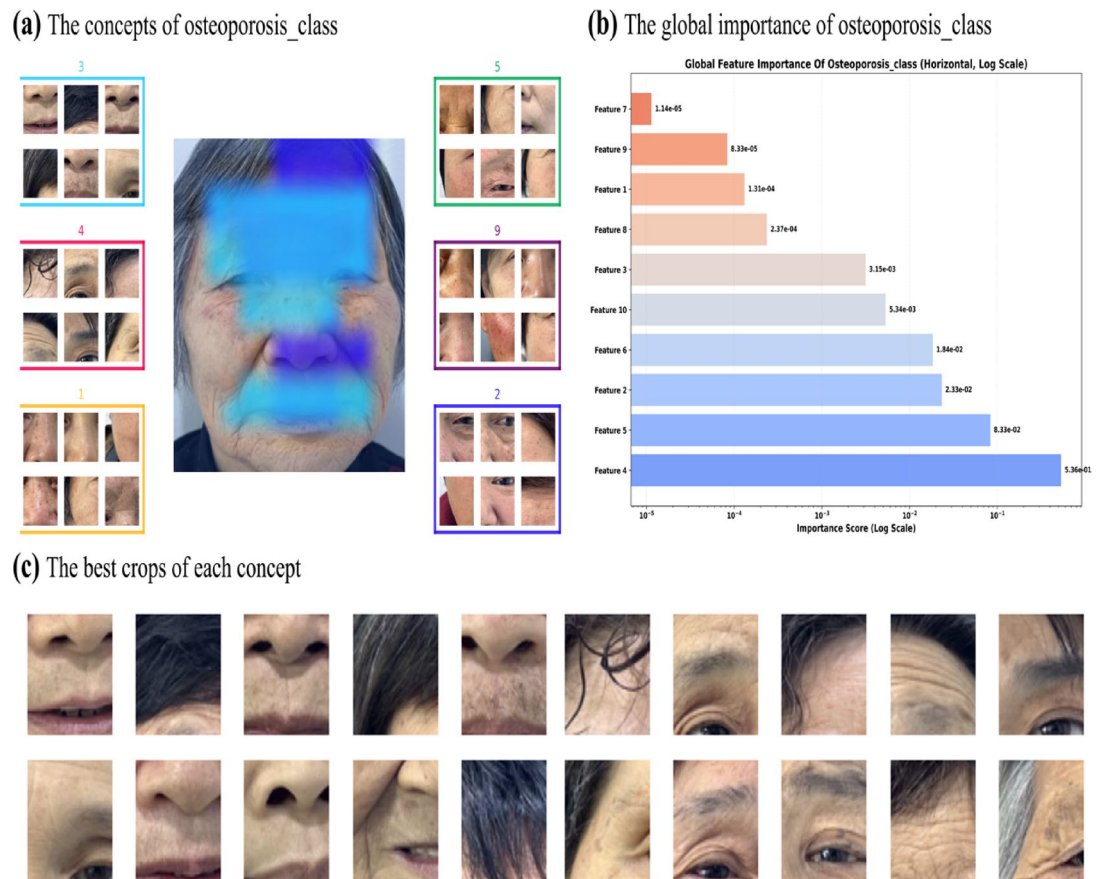 (a) The concepts of osteoporosis_class
3
5
4
9
1
2
(b) The global importance of osteoporosis_class
Global Feature Importance Of Osteoporosis_class (Horizontal, Log Scale)
Feature 7
1.14e-05
Feature 9
8.33e-05
Feature 1
1.31e-04
Feature 8
2.37e-04
Feature 3
3.15e-03
Feature 10
5.34e-03
Feature 6
1.84e-02
Feature 2
2.33e-02
Feature 5
8.33e-02
Feature 4
5.36e-01
10⁻⁵ 10⁻⁴ 10⁻³ 10⁻² 10⁻¹
Importance Score (Log Scale)
(c) The best crops of each concept